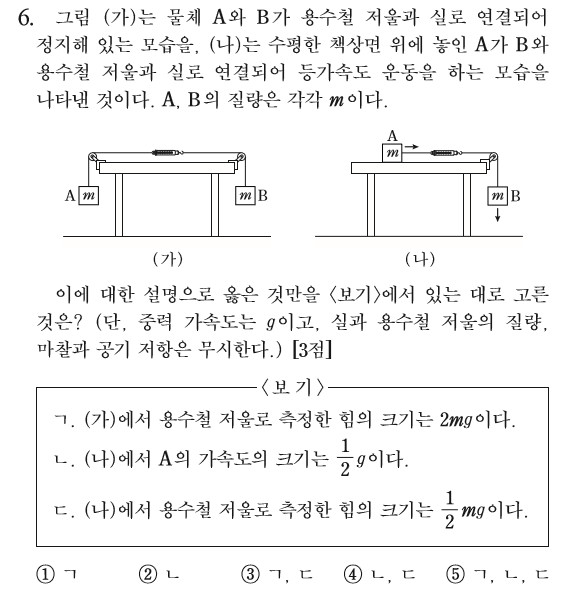 6. 그림 (가)는 물체 A와 B가 용수철 저울과 실로 연결되어
정지해 있는 모습을, (나)는 수평한 책상면 위에 놓인 A가 B와
용수철 저울과 실로 연결되어 등가속도 운동을 하는 모습을
나타낸 것이다. A, B의 질량은 각각 m이다.
A
A m
m B
m
m B
(가)
(나)
이에 대한 설명으로 옳은 것만을 <보기>에서 있는 대로 고른
것은? (단, 중력 가속도는 g이고, 실과 용수철 저울의 질량,
마찰과 공기 저항은 무시한다.) [3점]
<보 기>
ㄱ. (가)에서 용수철 저울로 측정한 힘의 크기는 2mg이다.
ㄴ. (나)에서 A의 가속도의 크기는 1/2 g이다.
ㄷ. (나)에서 용수철 저울로 측정한 힘의 크기는 1/2 mg이다.
① ㄱ ② ㄴ ③ ㄱ, ㄷ ④ ㄴ, ㄷ ⑤ ㄱ, ㄴ, ㄷ